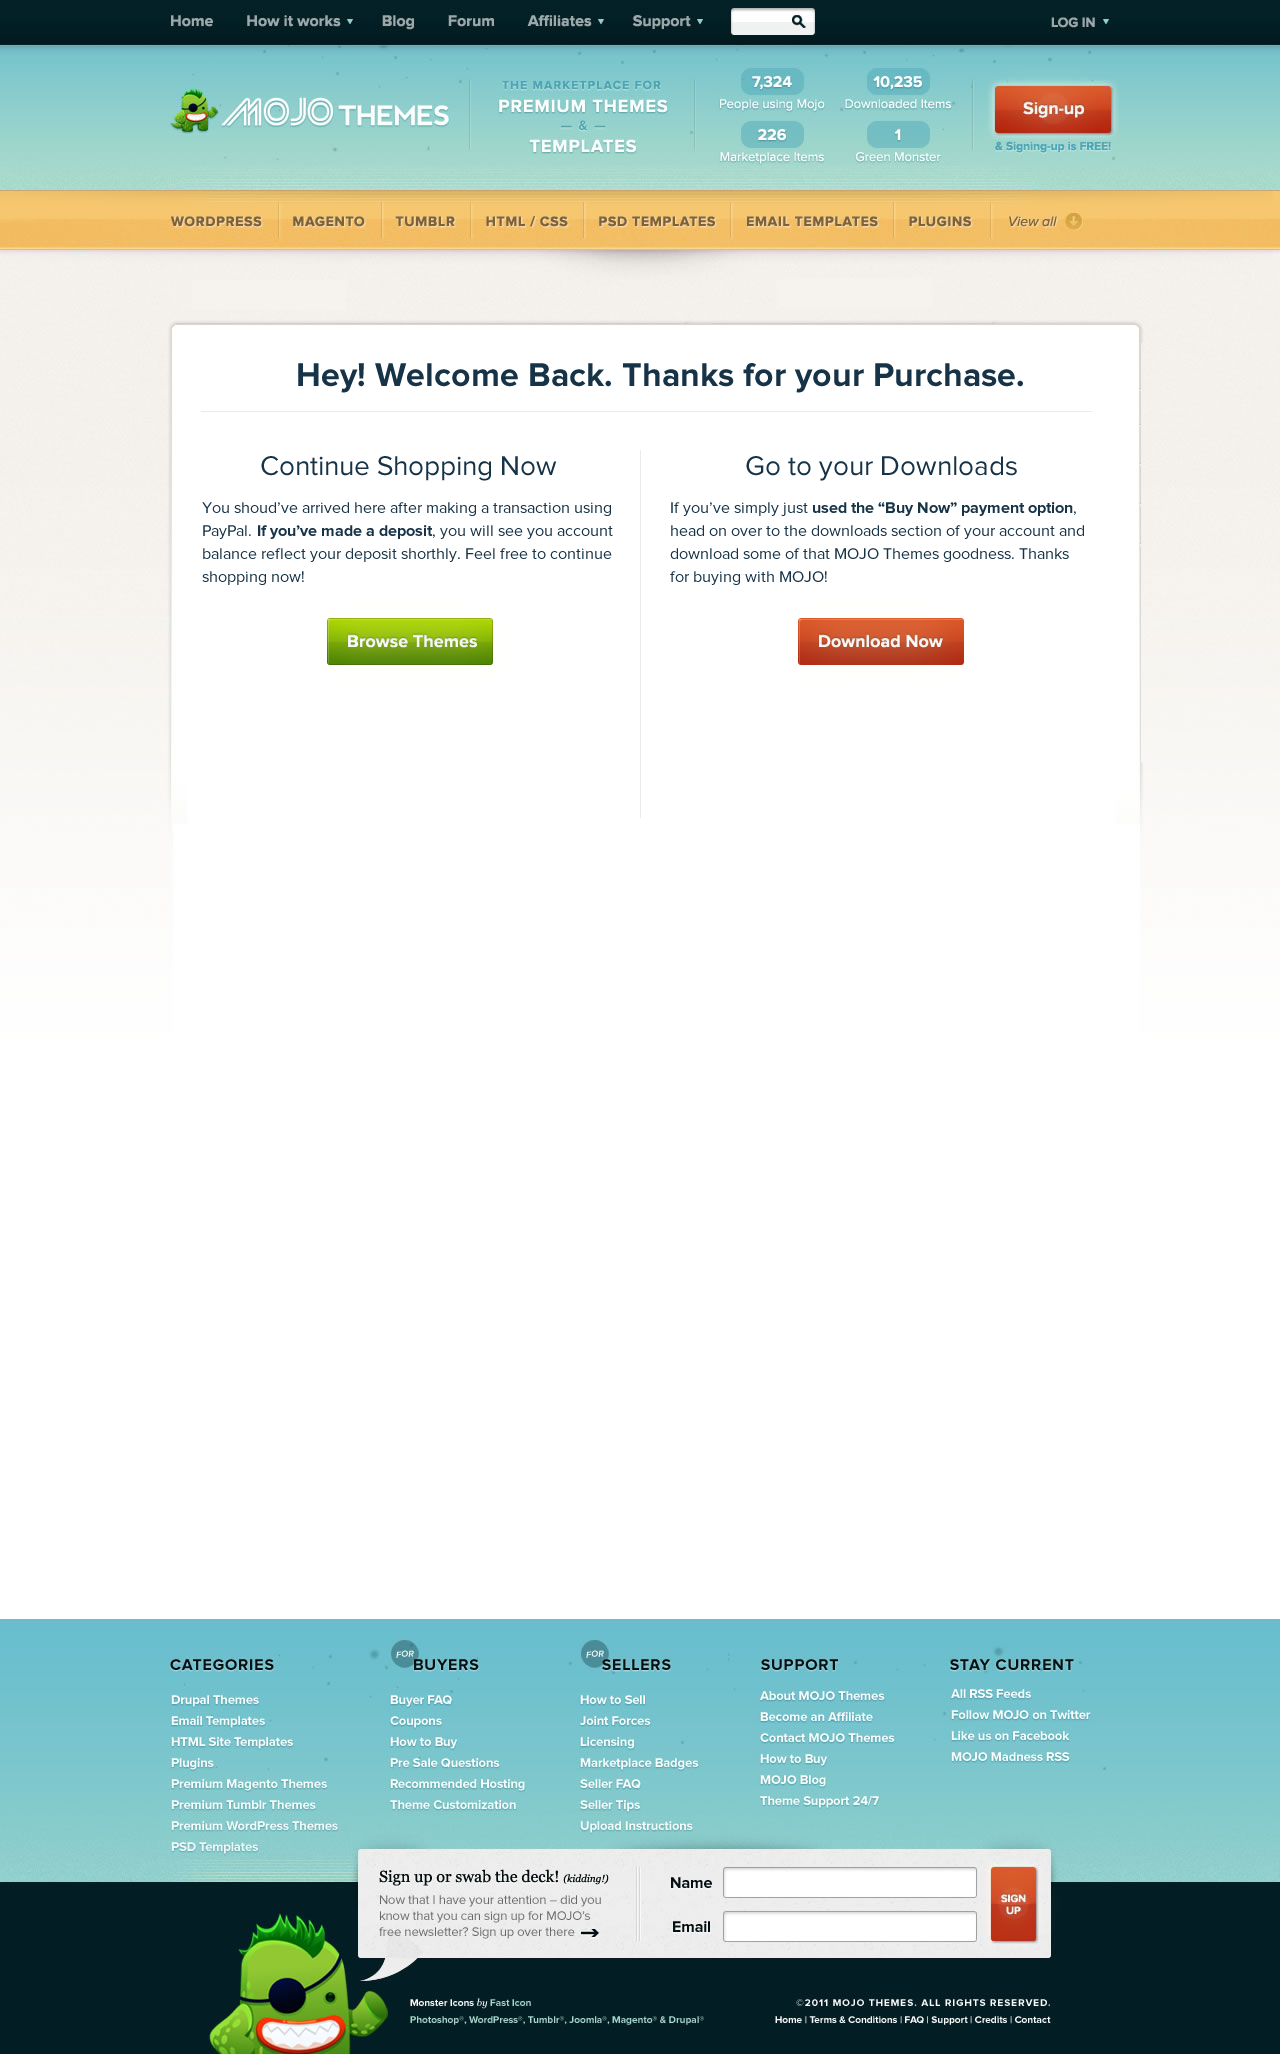 Home How it works Blog Forum Affiliates Support LOG IN
MOJO THEMES
THE MARKETPLACE FOR
PREMIUM THEMES
— & —
TEMPLATES
7,324 10,235
People using Mojo Downloaded Items
226 1
Marketplace Items Green Monster
Sign-up
& Signing-up is FREE!
WORDPRESS MAGENTO TUMBLR HTML / CSS PSD TEMPLATES EMAIL TEMPLATES PLUGINS View all
Hey! Welcome Back. Thanks for your Purchase.
Continue Shopping Now
You shoud’ve arrived here after making a transaction using
PayPal. If you’ve made a deposit, you will see you account
balance reflect your deposit shorthly. Feel free to continue
shopping now!
Browse Themes
Go to your Downloads
If you’ve simply just used the “Buy Now” payment option,
head on over to the downloads section of your account and
download some of that MOJO Themes goodness. Thanks
for buying with MOJO!
Download Now
CATEGORIES
Drupal Themes
Email Templates
HTML Site Templates
Plugins
Premium Magento Themes
Premium Tumblr Themes
Premium WordPress Themes
PSD Templates
FOR BUYERS
Buyer FAQ
Coupons
How to Buy
Pre Sale Questions
Recommended Hosting
Theme Customization
FOR SELLERS
How to Sell
Joint Forces
Licensing
Marketplace Badges
Seller FAQ
Seller Tips
Upload Instructions
SUPPORT
About MOJO Themes
Become an Affiliate
Contact MOJO Themes
How to Buy
MOJO Blog
Theme Support 24/7
STAY CURRENT
All RSS Feeds
Follow MOJO on Twitter
Like us on Facebook
MOJO Madness RSS
Sign up or swab the deck! (kidding!)
Now that I have your attention – did you
know that you can sign up for MOJO’s
free newsletter? Sign up over there
Name
Email
SIGN
UP
Monster Icons by Fast Icon
Photoshop®, WordPress®, Tumblr®, Joomla®, Magento® & Drupal®
©2011 MOJO THEMES. ALL RIGHTS RESERVED.
Home | Terms & Conditions | FAQ | Support | Credits | Contact